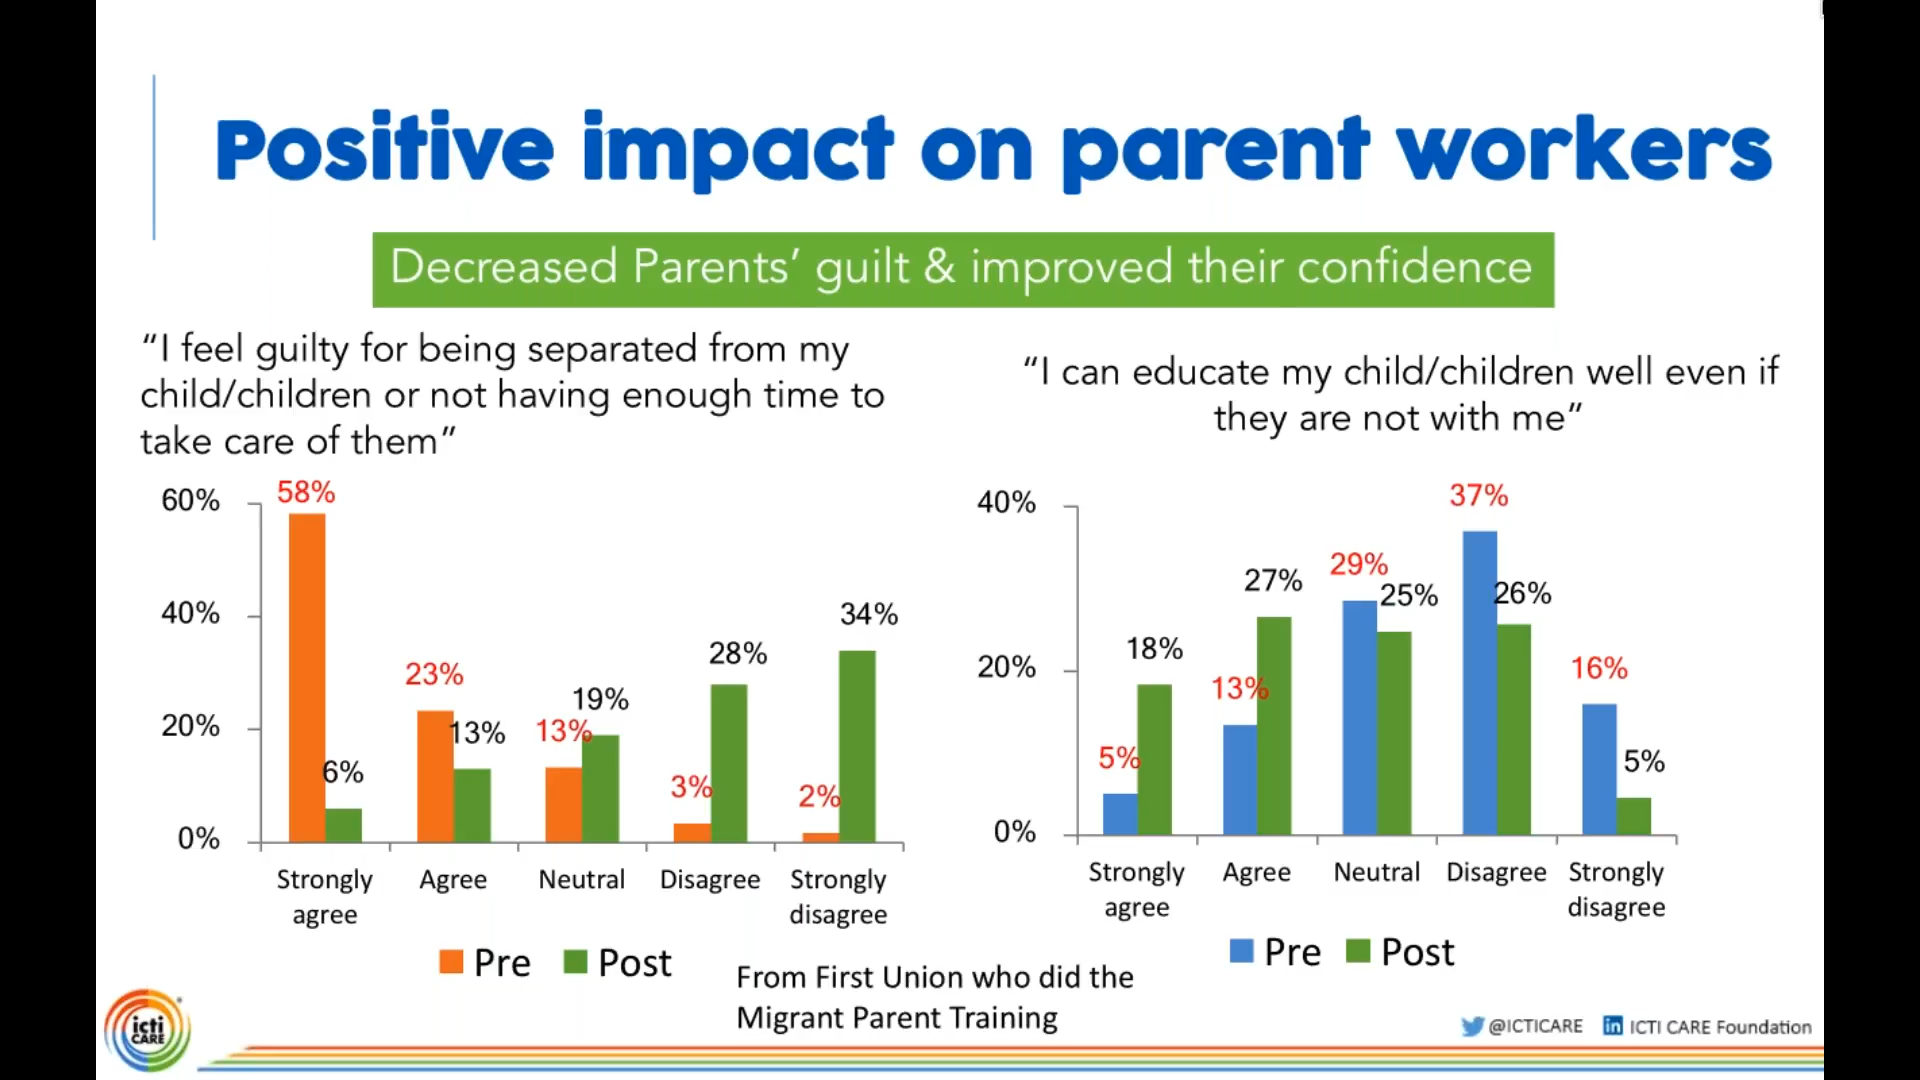 Positive impact on parent workers
Decreased Parents’ guilt & improved their confidence
“I feel guilty for being separated from my
child/children or not having enough time to
take care of them”
60%
40%
20%
0%
58%
6%
23%
13%
13%
19%
3%
28%
2%
34%
Strongly
agree
Agree
Neutral
Disagree
Strongly
disagree
Pre
Post
“I can educate my child/children well even if
they are not with me”
40%
20%
0%
5%
18%
13%
27%
29%
25%
37%
26%
16%
5%
Strongly
agree
Agree
Neutral
Disagree
Strongly
disagree
Pre
Post
From First Union who did the
Migrant Parent Training
icti
CARE
@ICTICARE
in ICTI CARE Foundation